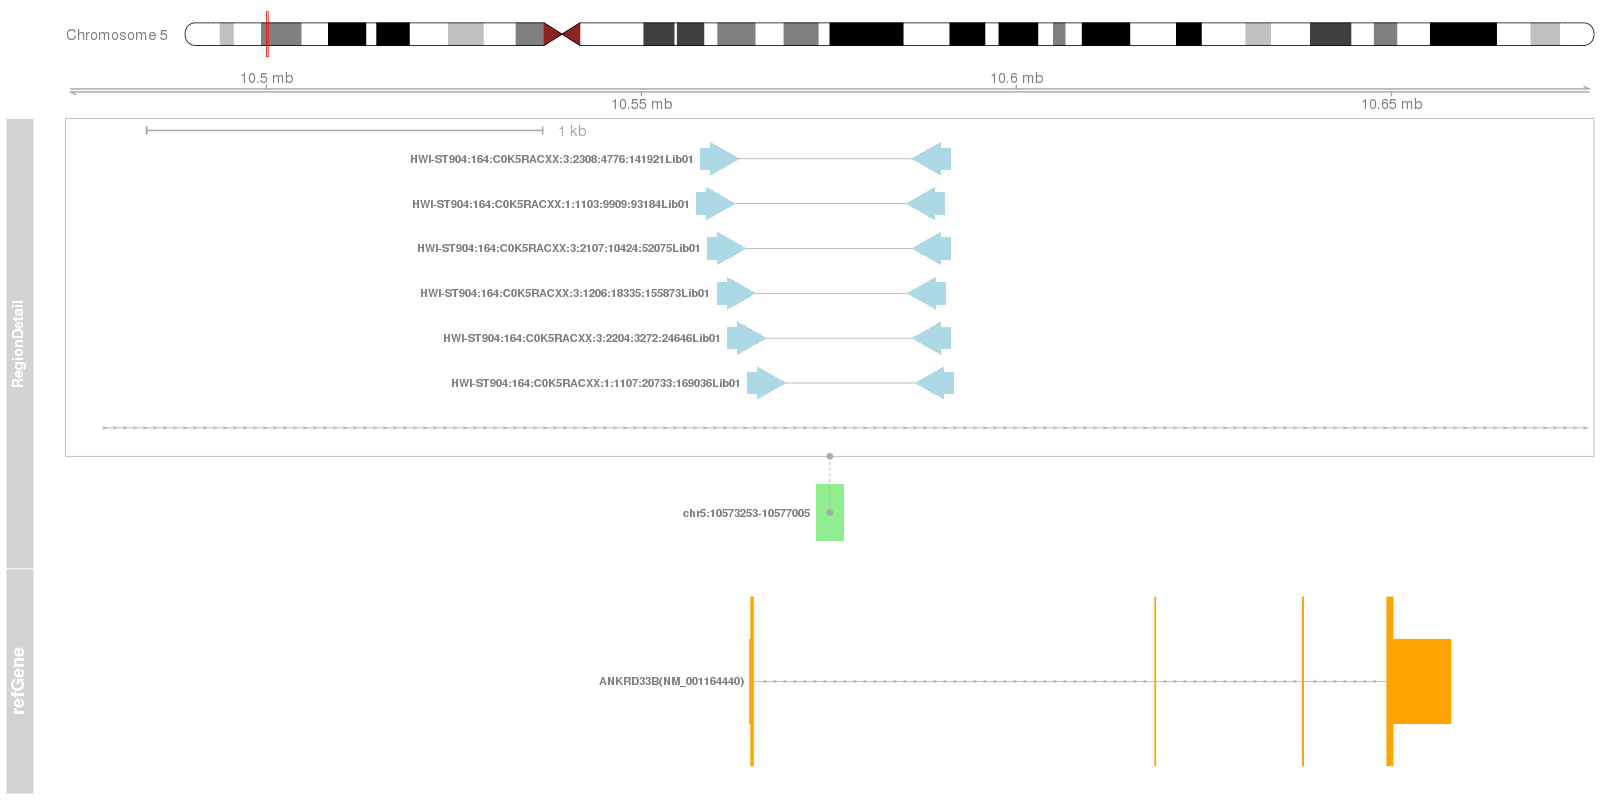 Chromosome 5
10.5 mb
10.6 mb
10.55 mb
10.65 mb
1 kb
HWI-ST904:164:C0K5RACXX:3:2308:4776:141921Lib01
HWI-ST904:164:C0K5RACXX:1:1103:9909:93184Lib01
HWI-ST904:164:C0K5RACXX:3:2107:10424:52075Lib01
HWI-ST904:164:C0K5RACXX:3:1206:18335:155873Lib01
HWI-ST904:164:C0K5RACXX:3:2204:3272:24646Lib01
HWI-ST904:164:C0K5RACXX:1:1107:20733:169036Lib01
RegionDetail
chr5:10573253-10577005
refGene
ANKRD33B(NM_001164440)